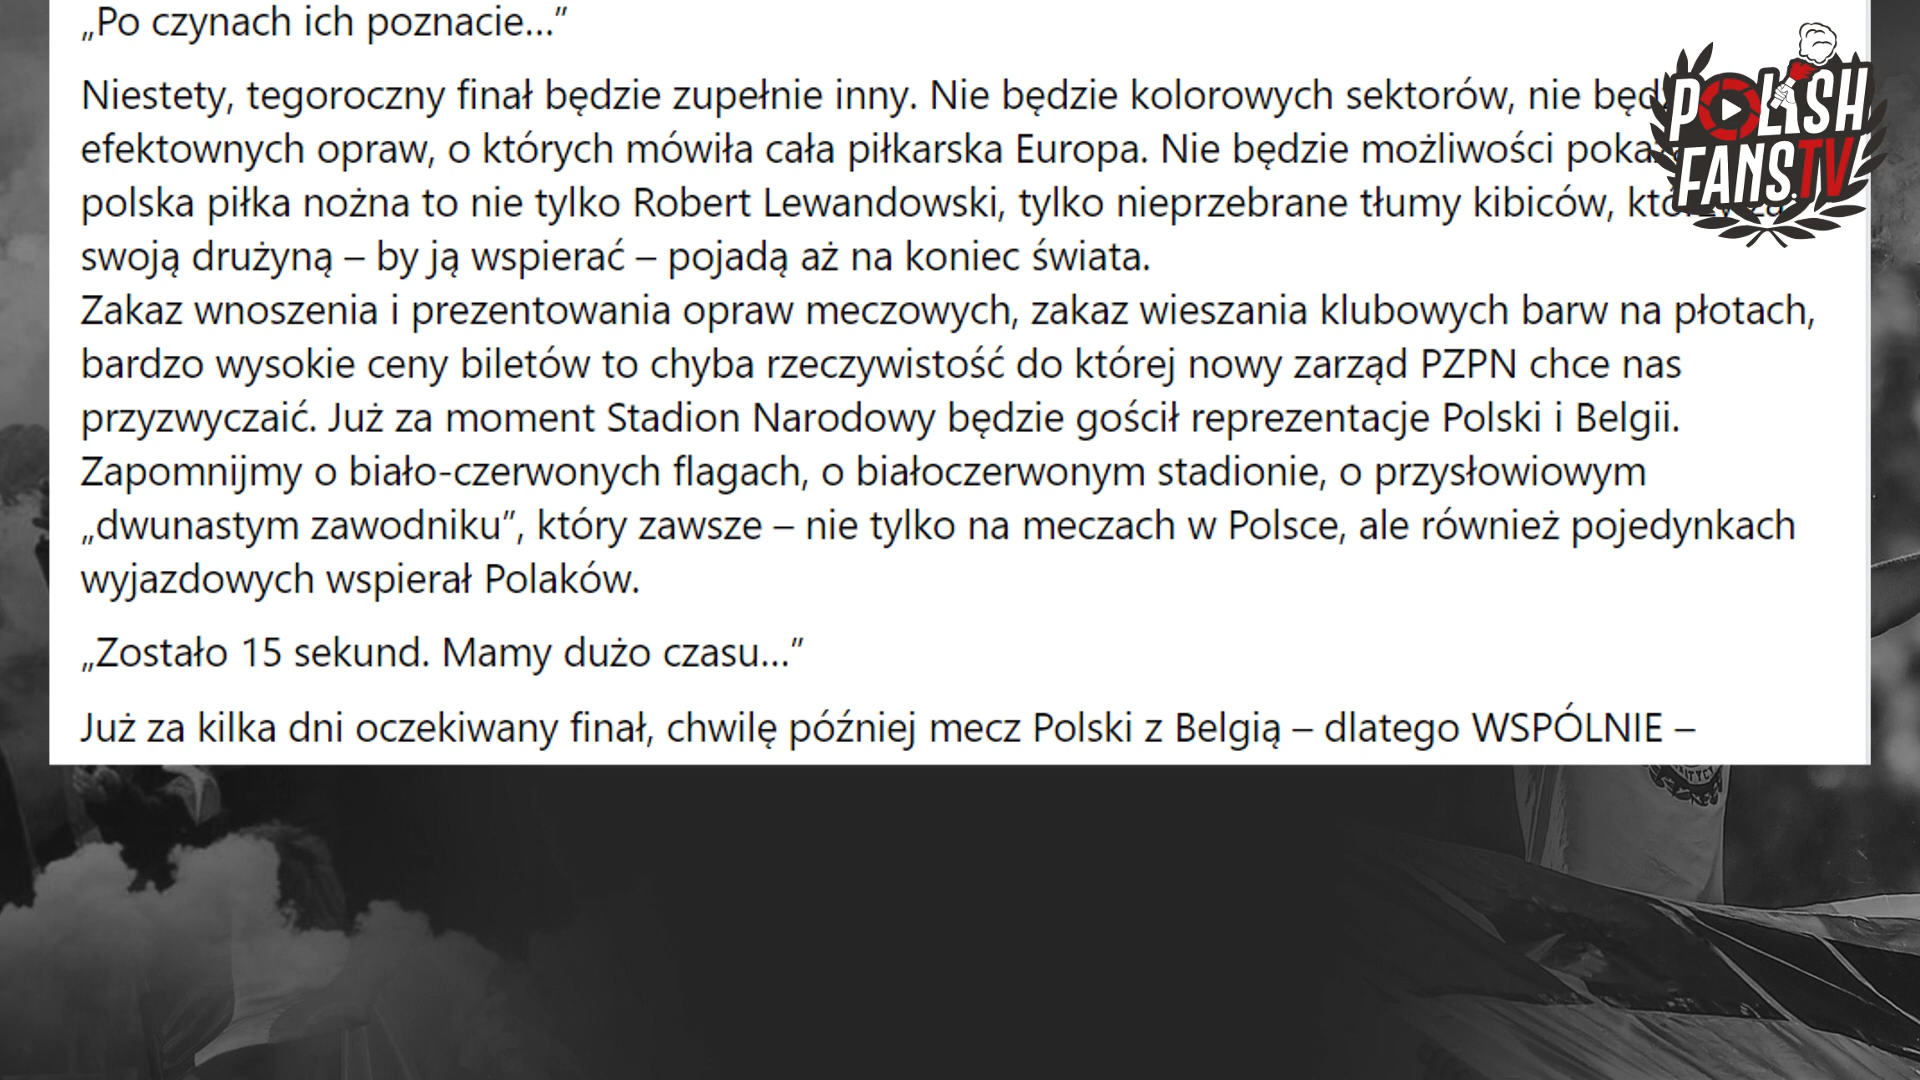 „Po czynach ich poznacie...”
Niestety, tegoroczny finał będzie zupełnie inny. Nie będzie kolorowych sektorów, nie
efektownych opraw, o których mówiła cała piłkarska Europa. Nie będzie możliwości
polska piłka nożna to nie tylko Robert Lewandowski, tylko nieprzebrane tłumy kibiców, którzy za
swoją drużyną – by ją wspierać – pojadą aż na koniec świata.
Zakaz wnoszenia i prezentowania opraw meczowych, zakaz wieszania klubowych barw na płotach,
bardzo wysokie ceny biletów to chyba rzeczywistość do której nowy zarząd PZPN chce nas
przyzwyczaić. Już za moment Stadion Narodowy będzie gościł reprezentacje Polski i Belgii.
Zapomnijmy o biało-czerwonych flagach, o białoczerwonym stadionie, o przysłowiowym
„dwunastym zawodniku”, który zawsze – nie tylko na meczach w Polsce, ale również pojedynkach
wyjazdowych wspierał Polaków.
„Zostało 15 sekund. Mamy dużo czasu...”
Już za kilka dni oczekiwany finał, chwilę później mecz Polski z Belgią – dlatego WSPÓLNIE –
POLISH
FANS.TV